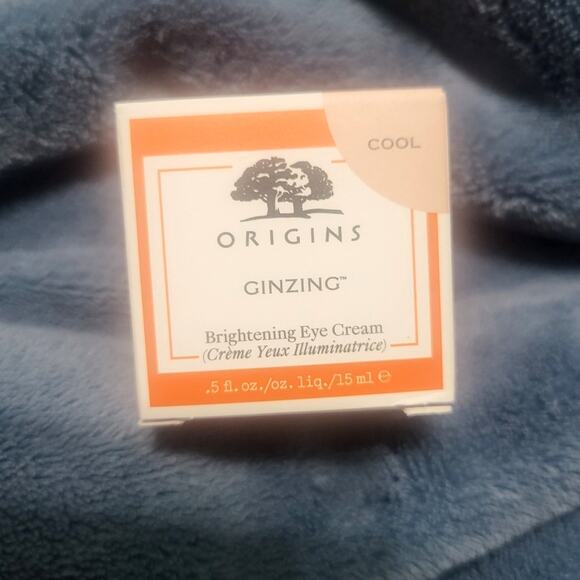 COOL
ORIGINS
GINZING™
Brightening Eye Cream
(Crème Yeux Illuminatrice)
.5 fl. oz./oz. liq./15 ml ℮